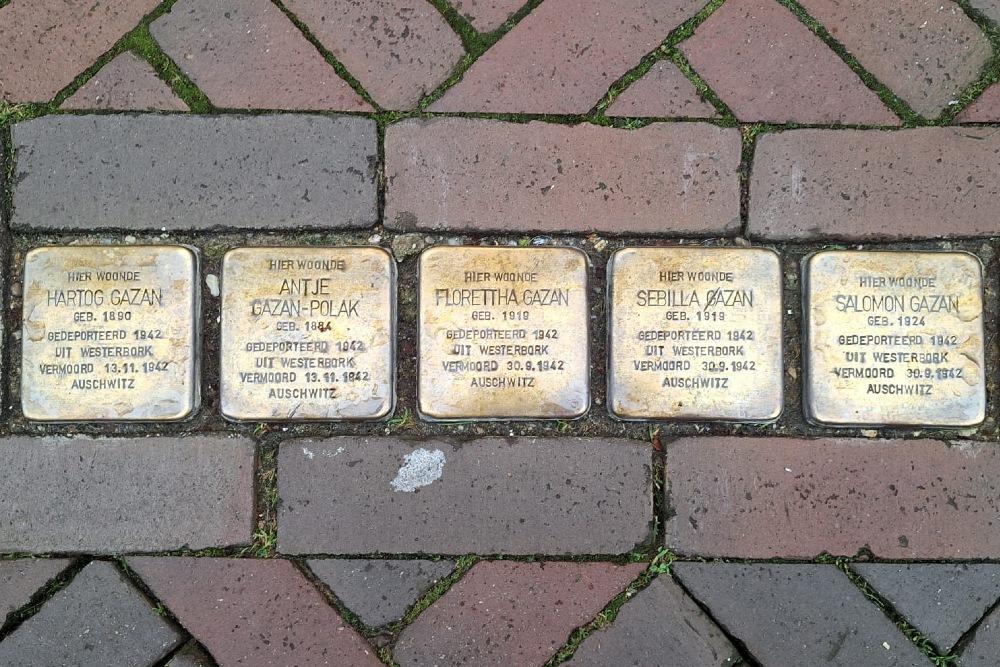 HIER WOONDE
HARTOG GAZAN
GEB. 1890
GEDEPORTEERD 1942
UIT WESTERBORK
VERMOORD 13.11.1942
AUSCHWITZ
HIER WOONDE
ANTJE
GAZAN-POLAK
GEB. 1884
GEDEPORTEERD 1942
UIT WESTERBORK
VERMOORD 13.11.1942
AUSCHWITZ
HIER WOONDE
FLORETTHA GAZAN
GEB. 1919
GEDEPORTEERD 1942
UIT WESTERBORK
VERMOORD 30.9.1942
AUSCHWITZ
HIER WOONDE
SEBILLA GAZAN
GEB. 1919
GEDEPORTEERD 1942
UIT WESTERBORK
VERMOORD 30.9.1942
AUSCHWITZ
HIER WOONDE
SALOMON GAZAN
GEB. 1924
GEDEPORTEERD 1942
UIT WESTERBORK
VERMOORD 30.9.1942
AUSCHWITZ